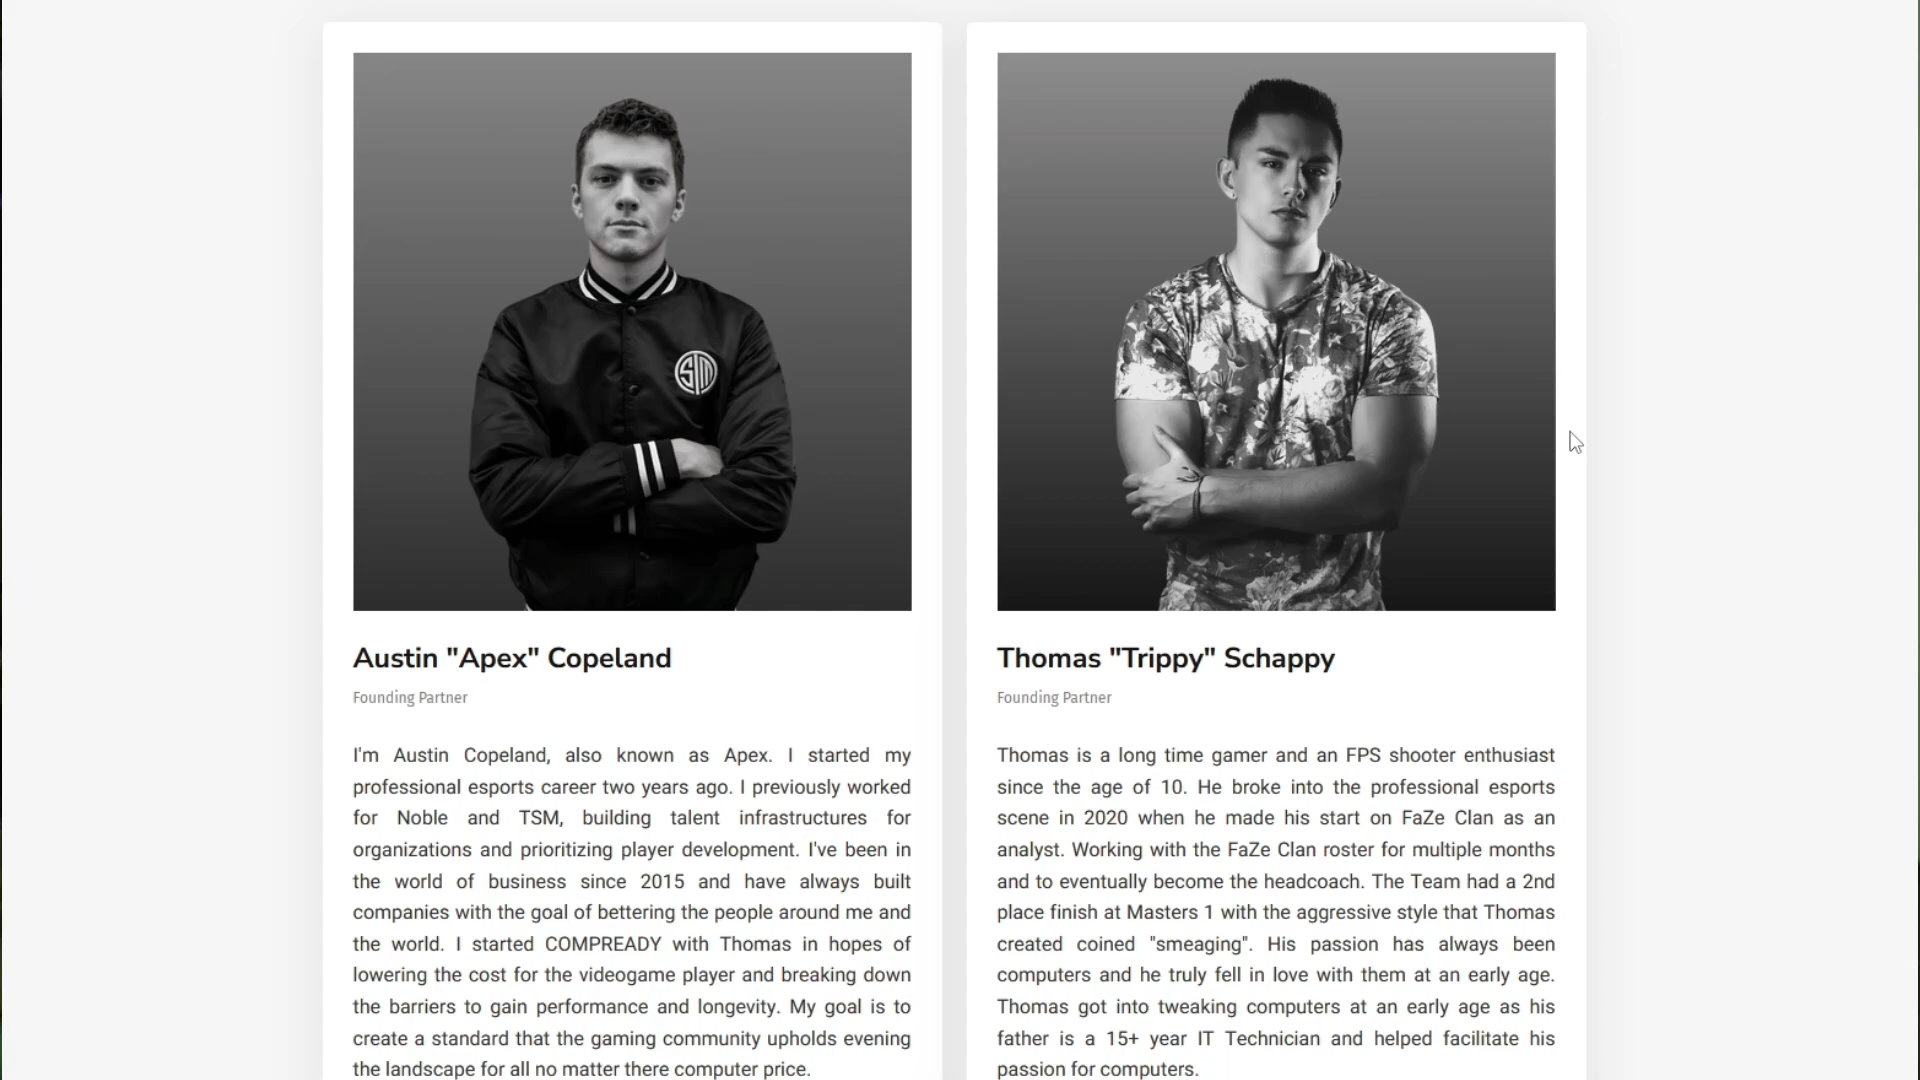 TSM
Austin "Apex" Copeland
Founding Partner
I'm Austin Copeland, also known as Apex. I started my
professional esports career two years ago. I previously worked
for Noble and TSM, building talent infrastructures for
organizations and prioritizing player development. I've been in
the world of business since 2015 and have always built
companies with the goal of bettering the people around me and
the world. I started COMPREADY with Thomas in hopes of
lowering the cost for the videogame player and breaking down
the barriers to gain performance and longevity. My goal is to
create a standard that the gaming community upholds evening
the landscape for all no matter there computer price.
Thomas "Trippy" Schappy
Founding Partner
Thomas is a long time gamer and an FPS shooter enthusiast
since the age of 10. He broke into the professional esports
scene in 2020 when he made his start on FaZe Clan as an
analyst. Working with the FaZe Clan roster for multiple months
and to eventually become the headcoach. The Team had a 2nd
place finish at Masters 1 with the aggressive style that Thomas
created coined "smeaging". His passion has always been
computers and he truly fell in love with them at an early age.
Thomas got into tweaking computers at an early age as his
father is a 15+ year IT Technician and helped facilitate his
passion for computers.